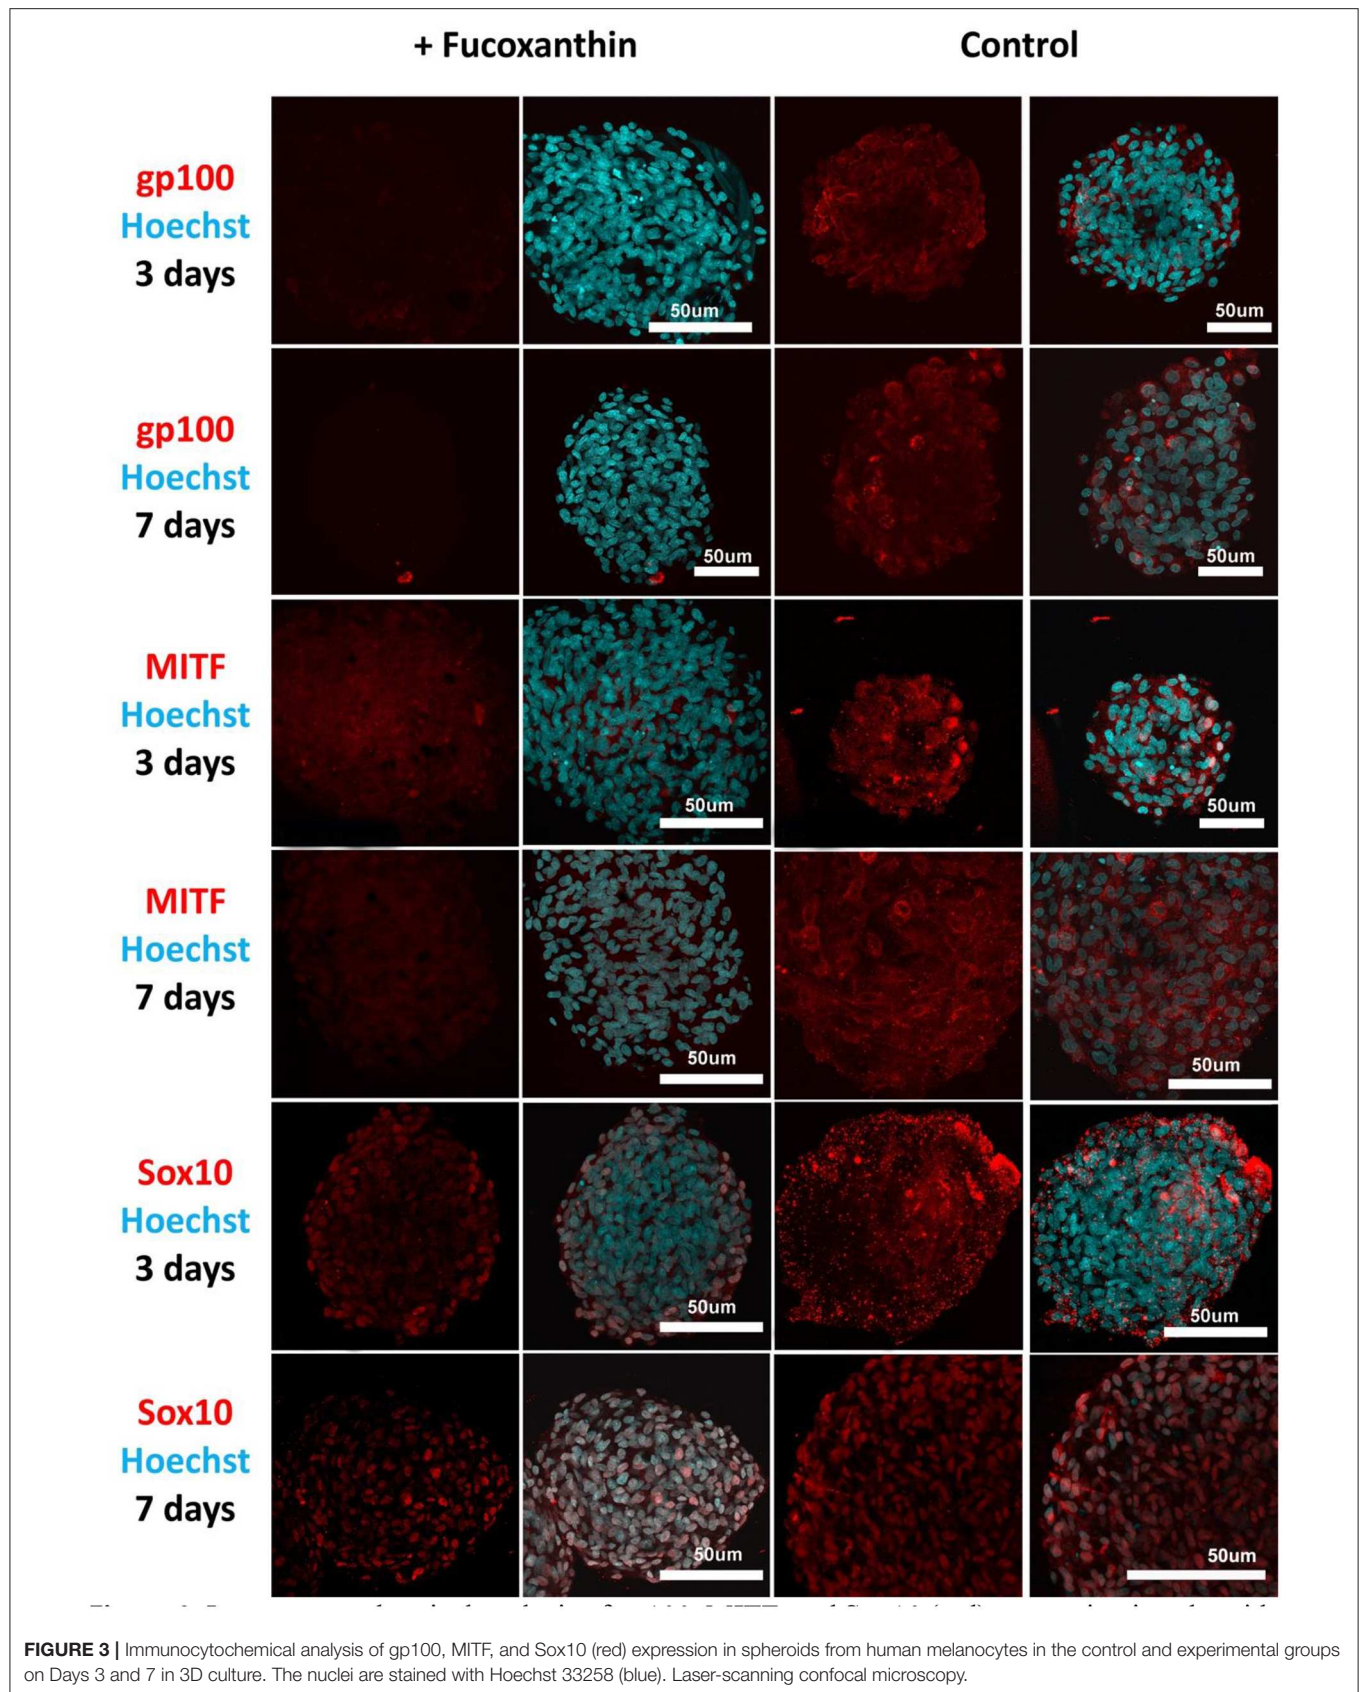 + Fucoxanthin
Control
gp100
Hoechst
3 days
50um
50um
gp100
Hoechst
7 days
50um
50um
MITF
Hoechst
3 days
50um
50um
MITF
Hoechst
7 days
50um
50um
Sox10
Hoechst
3 days
50um
50um
Sox10
Hoechst
7 days
50um
50um
FIGURE 3 | Immunocytochemical analysis of gp100, MITF, and Sox10 (red) expression in spheroids from human melanocytes in the control and experimental groups
on Days 3 and 7 in 3D culture. The nuclei are stained with Hoechst 33258 (blue). Laser-scanning confocal microscopy.